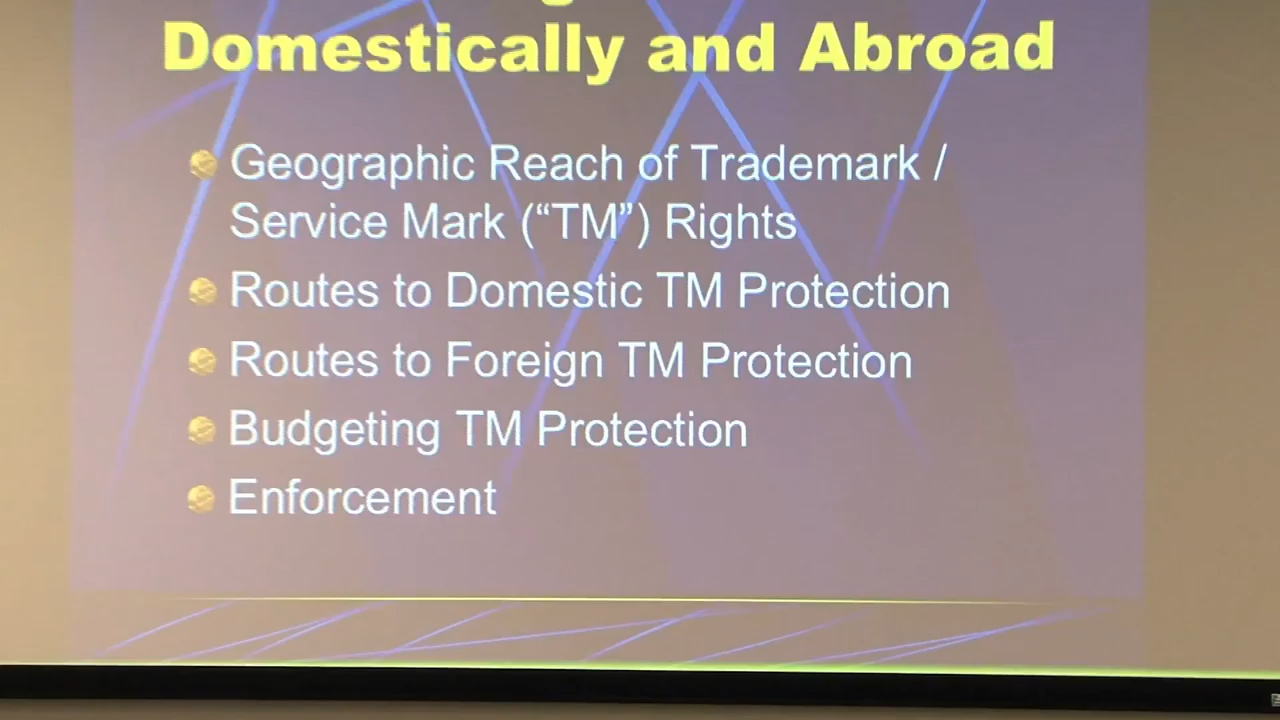 Domestically and Abroad
Geographic Reach of Trademark /
Service Mark (“TM”) Rights
Routes to Domestic TM Protection
Routes to Foreign TM Protection
Budgeting TM Protection
Enforcement